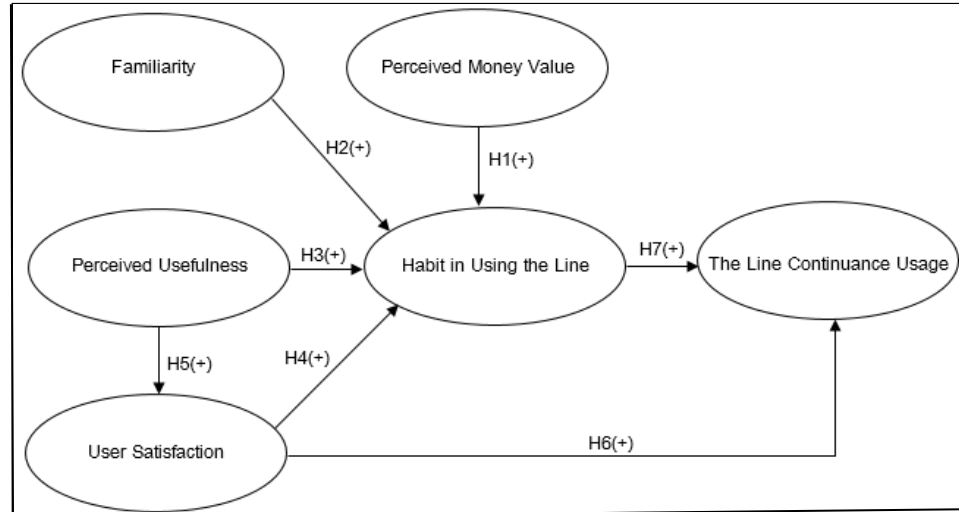 Familiarity
Perceived Money Value
H2(+)
H1(+)
Perceived Usefulness
H3(+)
Habit in Using the Line
H7(+)
The Line Continuance Usage
H5(+)
H4(+)
User Satisfaction
H6(+)